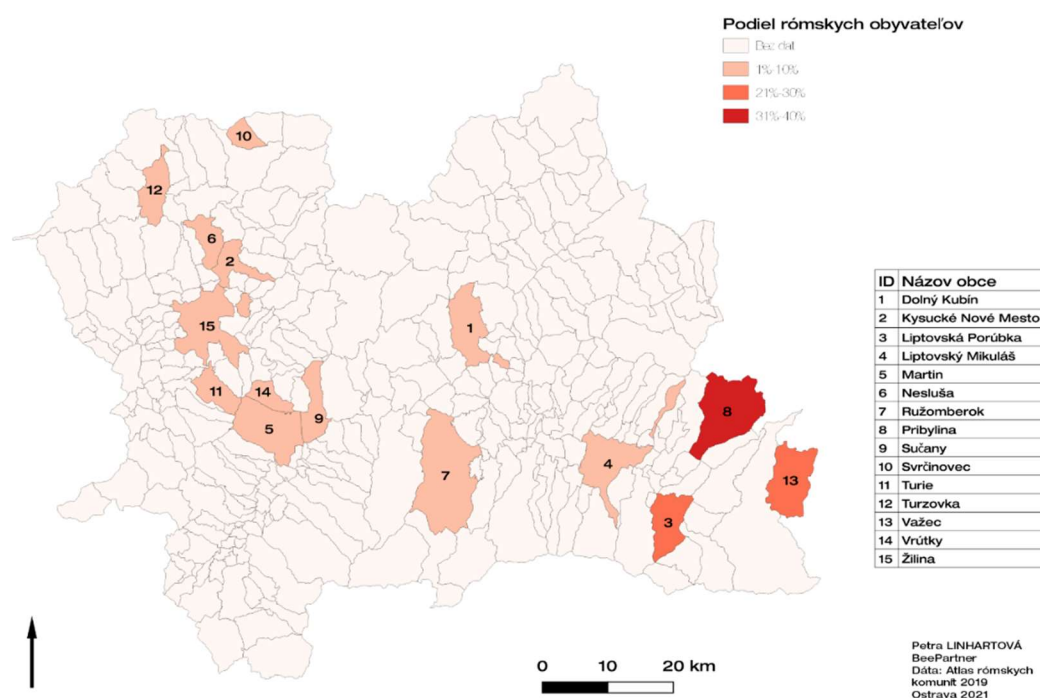 Podiel rómskych obyvateľov
Bez dat
1%-10%
21%-30%
31%-40%
10
12
6
2
15
1
11
14
9
5
8
7
4
13
3
ID Názov obce
1 Dolný Kubín
2 Kysucké Nové Mesto
3 Liptovská Porúbka
4 Liptovský Mikuláš
5 Martin
6 Nesluša
7 Ružomberok
8 Pribylina
9 Sučany
10 Svrčinovec
11 Turie
12 Turzovka
13 Važec
14 Vrútky
15 Žilina
0 10 20 km
Petra LINHARTOVÁ
BeePartner
Dáta: Atlas rómskych
komunít 2019
Ostrava 2021